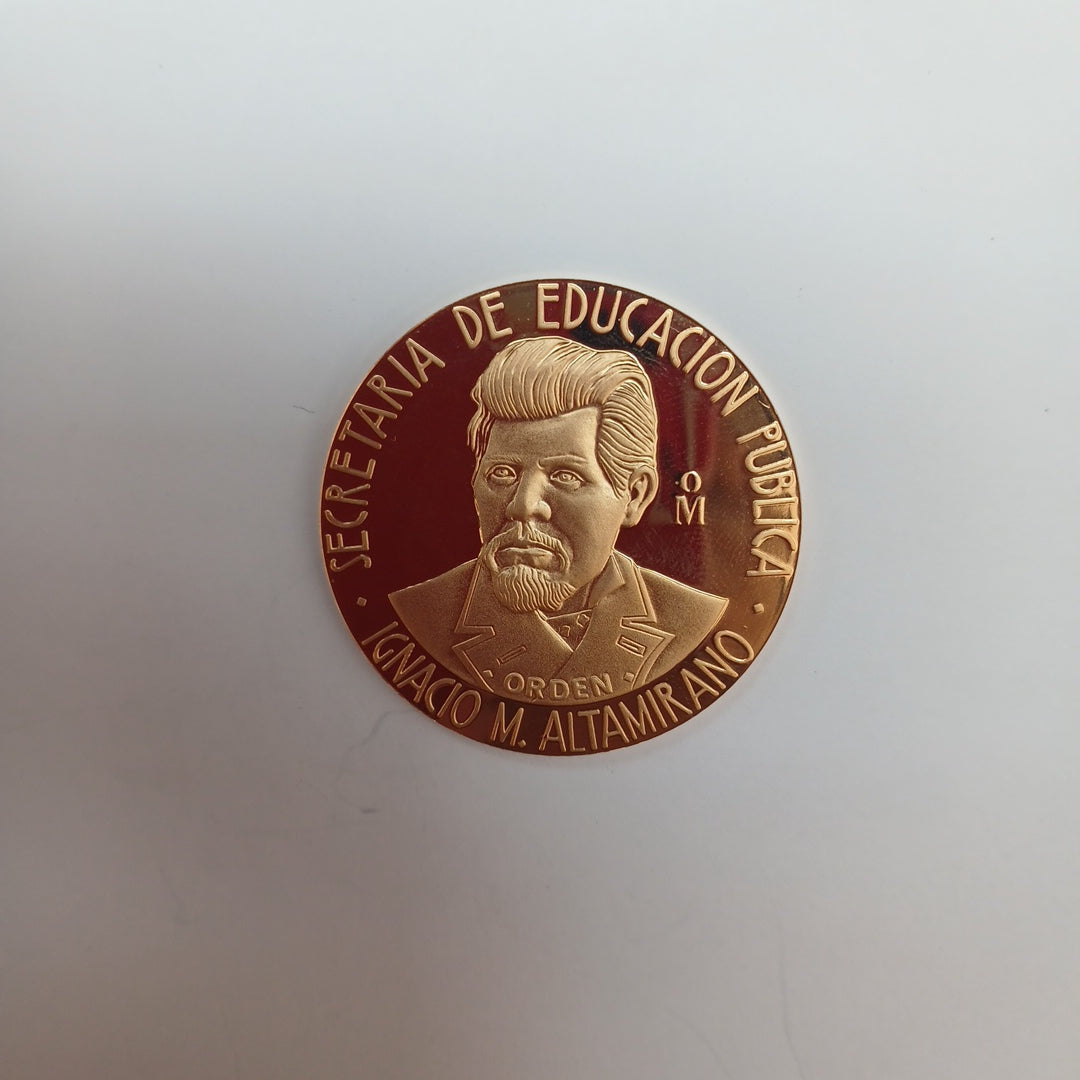 SECRETARIA DE EDUCACION PUBLICA
oM
· ORDEN ·
IGNACIO M. ALTAMIRANO